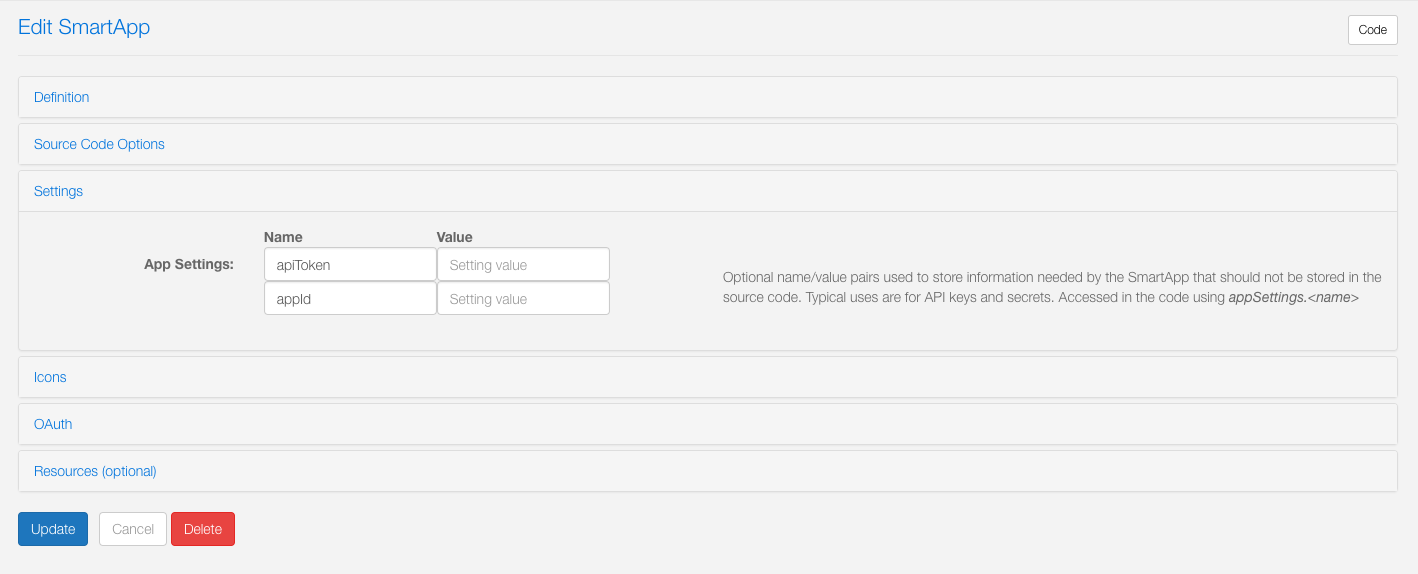 Edit SmartApp
Code
Definition
Source Code Options
Settings
Name Value
App Settings:
apiToken Setting value
appId Setting value
Optional name/value pairs used to store information needed by the SmartApp that should not be stored in the
source code. Typical uses are for API keys and secrets. Accessed in the code using appSettings.<name>
Icons
OAuth
Resources (optional)
Update Cancel Delete